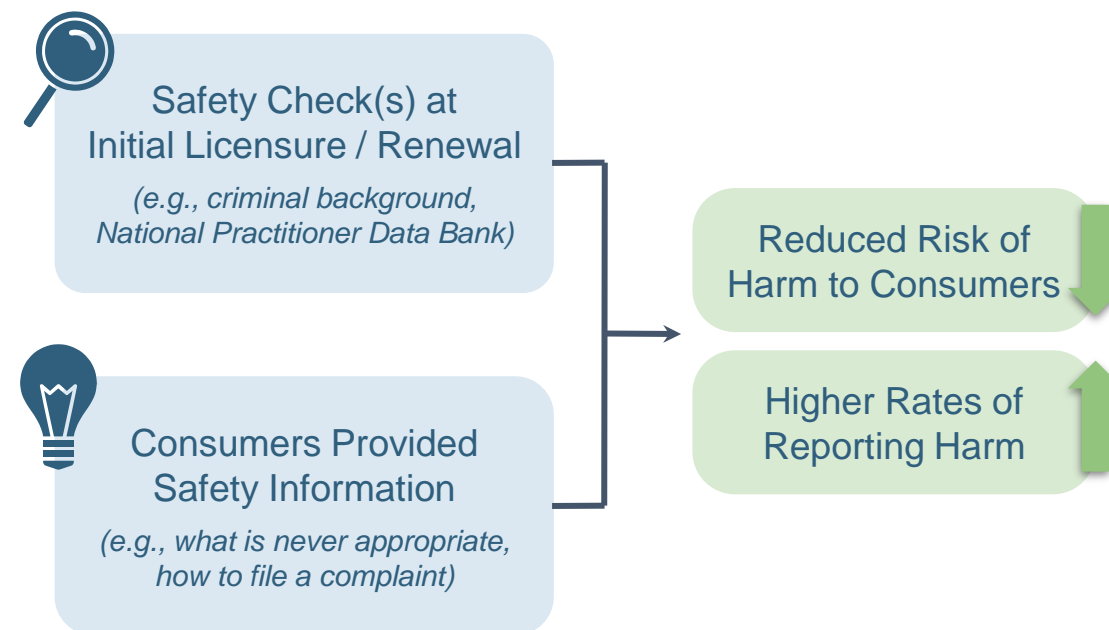 Safety Check(s) at
Initial Licensure / Renewal
(e.g., criminal background,
National Practitioner Data Bank)
Consumers Provided
Safety Information
(e.g., what is never appropriate,
how to file a complaint)
Reduced Risk of
Harm to Consumers
Higher Rates of
Reporting Harm